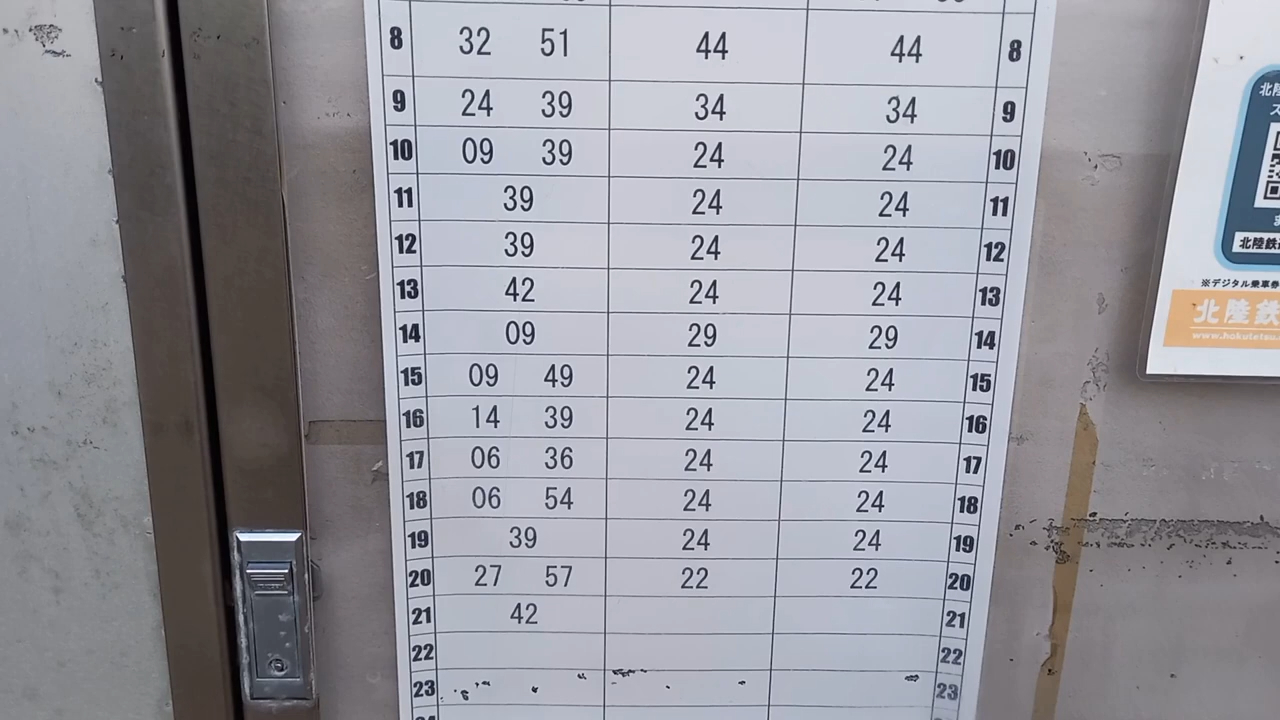 8 32 51 44 44 8
9 24 39 34 34 9
10 09 39 24 24 10
11 39 24 24 11
12 39 24 24 12
13 42 24 24 13
14 09 29 29 14
15 09 49 24 24 15
16 14 39 24 24 16
17 06 36 24 24 17
18 06 54 24 24 18
19 39 24 24 19
20 27 57 22 22 20
21 42 21
22 22
23 23
北陸
北陸鉄
※デジタル乗車券
北陸鉄
www.hokutetsu.